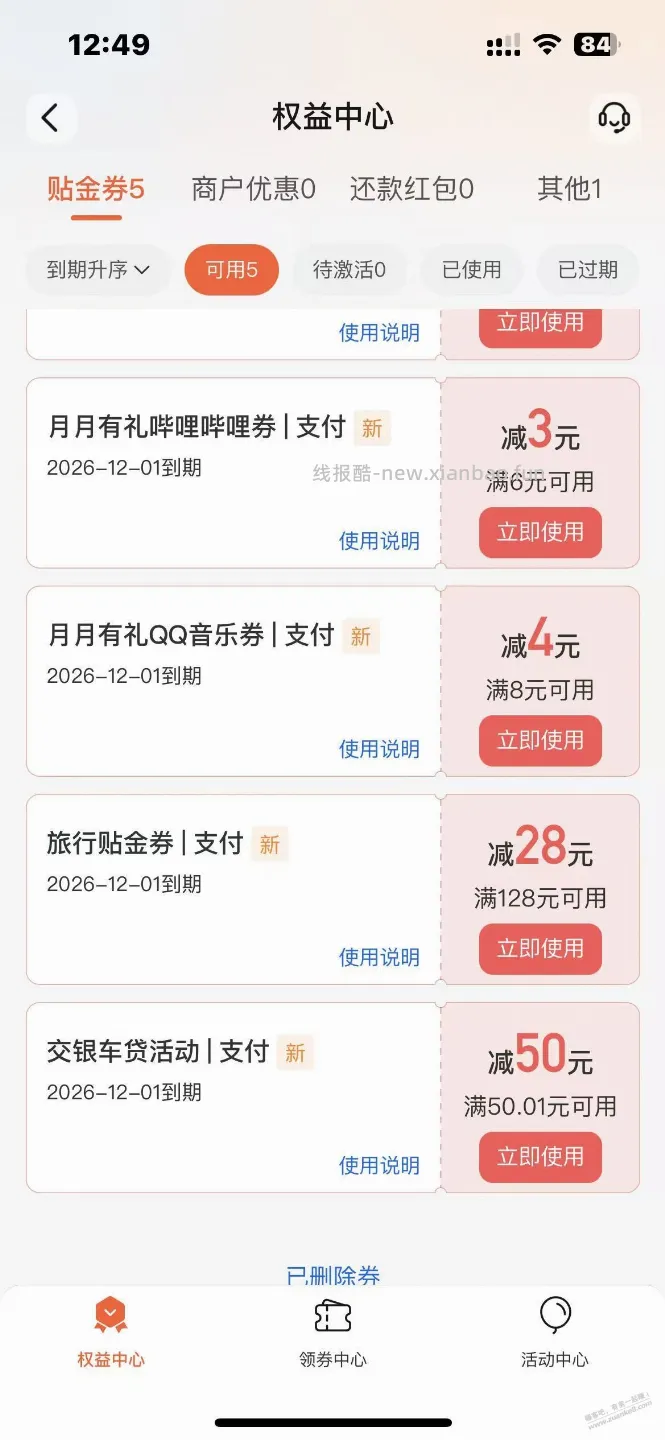 12:49
84
权益中心
贴金券5 商户优惠0 还款红包0 其他1
到期升序 可用5 待激活0 已使用 已过期
使用说明 立即使用
月月有礼哔哩哔哩券 | 支付 新
2026-12-01到期
减3元
满6元可用
线报酷-new.xianbao.fun
使用说明 立即使用
月月有礼QQ音乐券 | 支付 新
2026-12-01到期
减4元
满8元可用
使用说明 立即使用
旅行贴金券 | 支付 新
2026-12-01到期
减28元
满128元可用
使用说明 立即使用
交银车贷活动 | 支付 新
2026-12-01到期
减50元
满50.01元可用
使用说明 立即使用
已删除券
权益中心 领券中心 活动中心
www.zuanke8.com